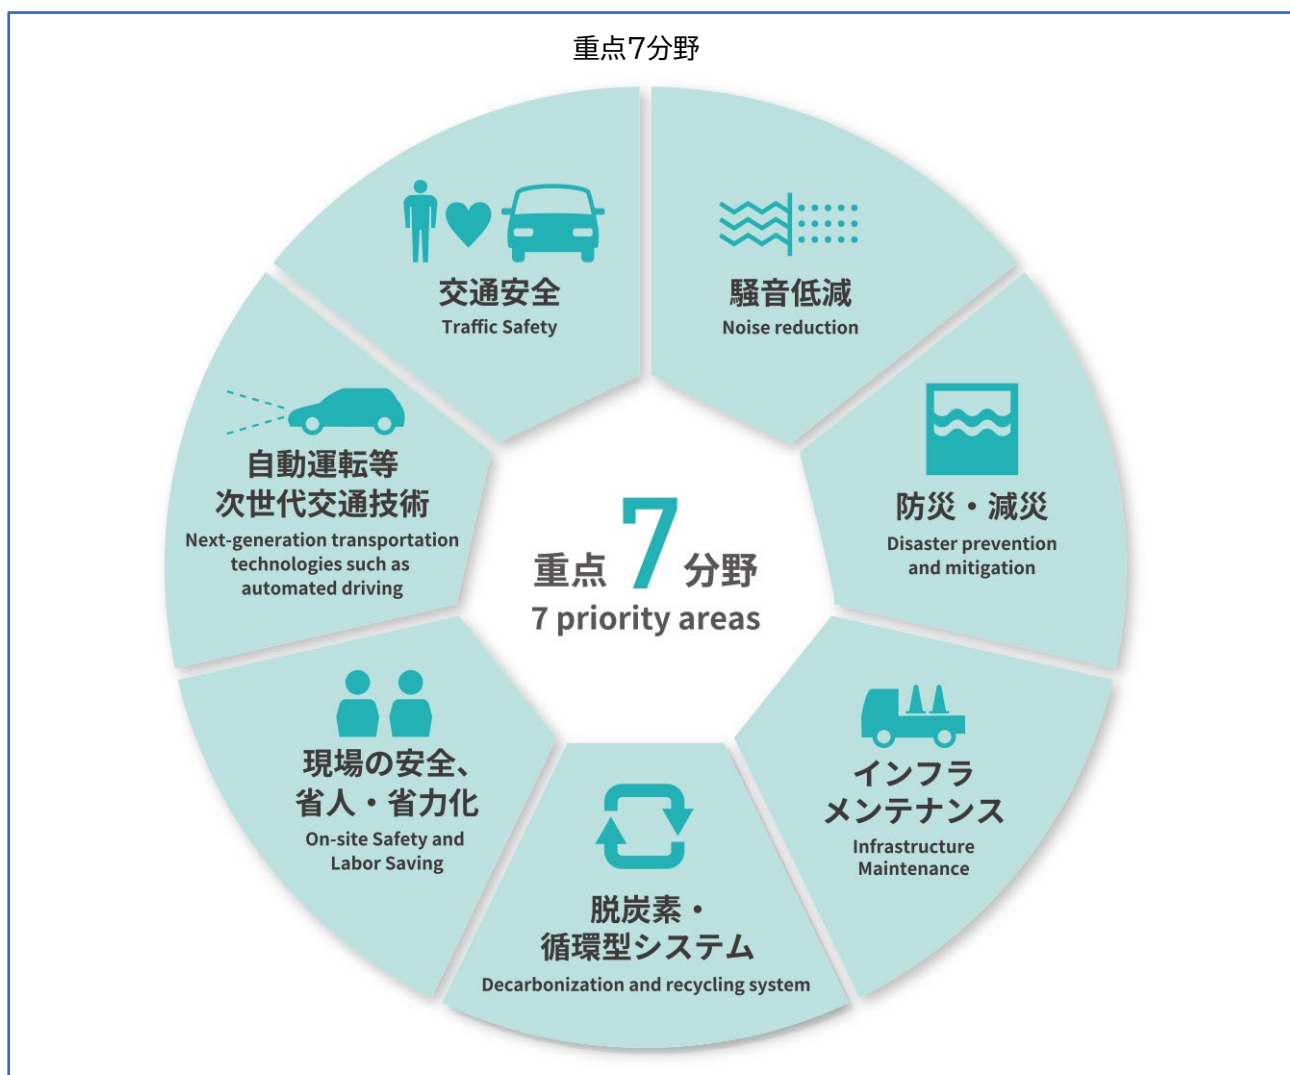 重点7分野
交通安全
Traffic Safety
騒音低減
Noise reduction
自動運転等
次世代交通技術
Next-generation transportation
technologies such as
automated driving
防災・減災
Disaster prevention
and mitigation
重点7分野
7 priority areas
現場の安全、
省人・省力化
On-site Safety and
Labor Saving
インフラ
メンテナンス
Infrastructure
Maintenance
脱炭素・
循環型システム
Decarbonization and recycling system